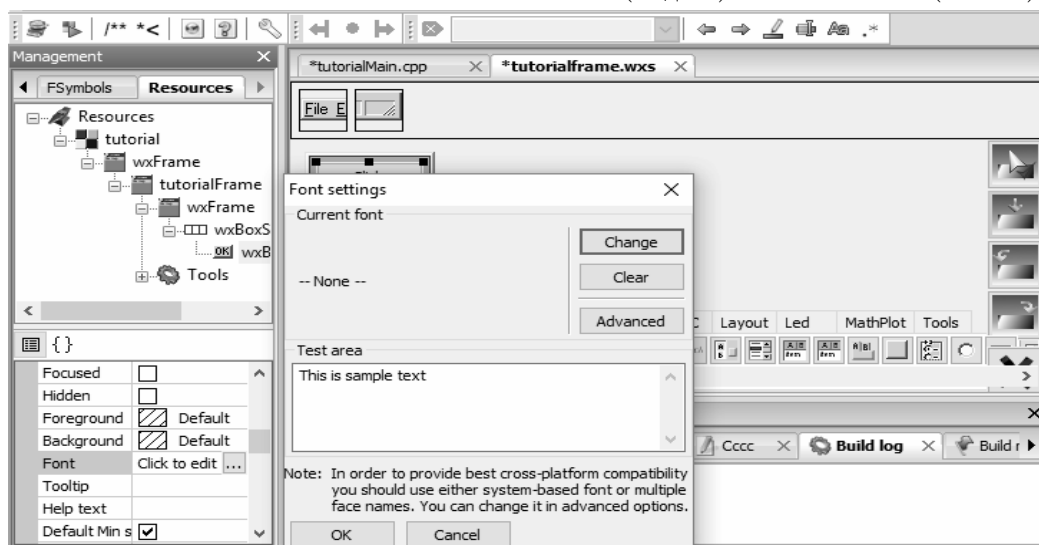 /** *<
Aa .*
Management
FSymbols Resources
Resources
tutorial
wxFrame
tutorialFrame
wxFrame
wxBoxS
OK wxB
Tools
{}
Focused
Hidden
Foreground Default
Background Default
Font Click to edit ...
Tooltip
Help text
Default Min s
*tutorialMain.cpp *tutorialframe.wxs
File E
Font settings
Current font
-- None --
Change
Clear
Advanced
Test area
This is sample text
Note: In order to provide best cross-platform compatibility
you should use either system-based font or multiple
face names. You can change it in advanced options.
OK Cancel
Layout Led MathPlot Tools
Cccc Build log Build r